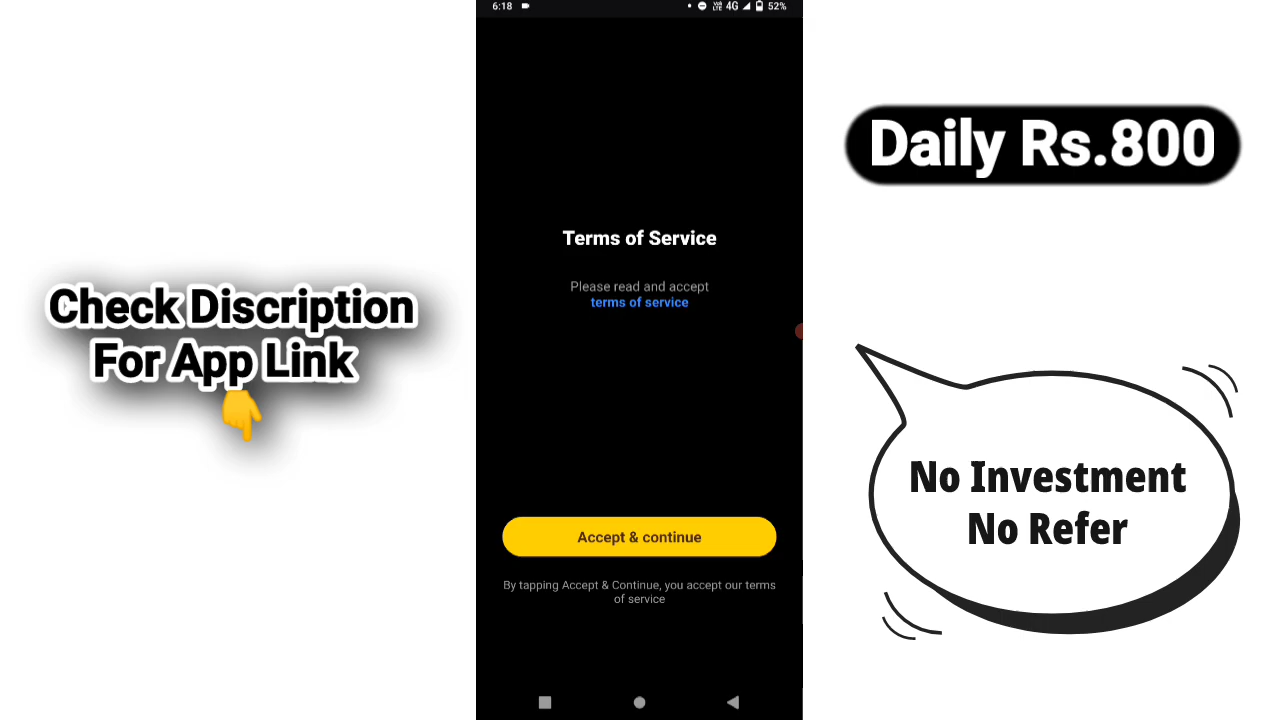 6:18
4G 52%
Daily Rs.800
Terms of Service
Please read and accept
terms of service
Check Discription
For App Link
No Investment
No Refer
Accept & continue
By tapping Accept & Continue, you accept our terms
of service